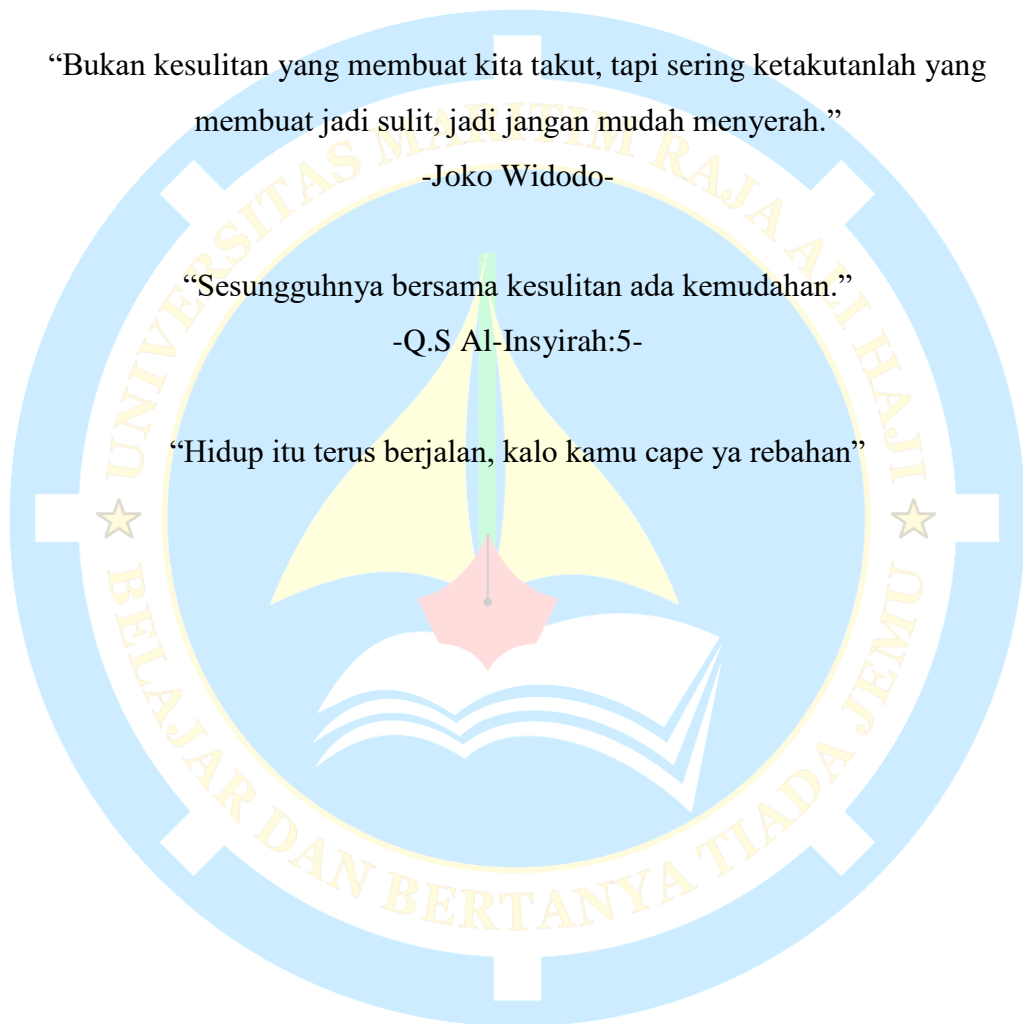 “Bukan kesulitan yang membuat kita takut, tapi sering ketakutanlah yang
membuat jadi sulit, jadi jangan mudah menyerah.”
-Joko Widodo-
“Sesungguhnya bersama kesulitan ada kemudahan.”
-Q.S Al-Insyirah:5-
“Hidup itu terus berjalan, kalo kamu cape ya rebahan”
UNIVERSITAS MARITIM RAJA ALI HAJI
BELAJAR DAN BERTANYA TIADA JEMU